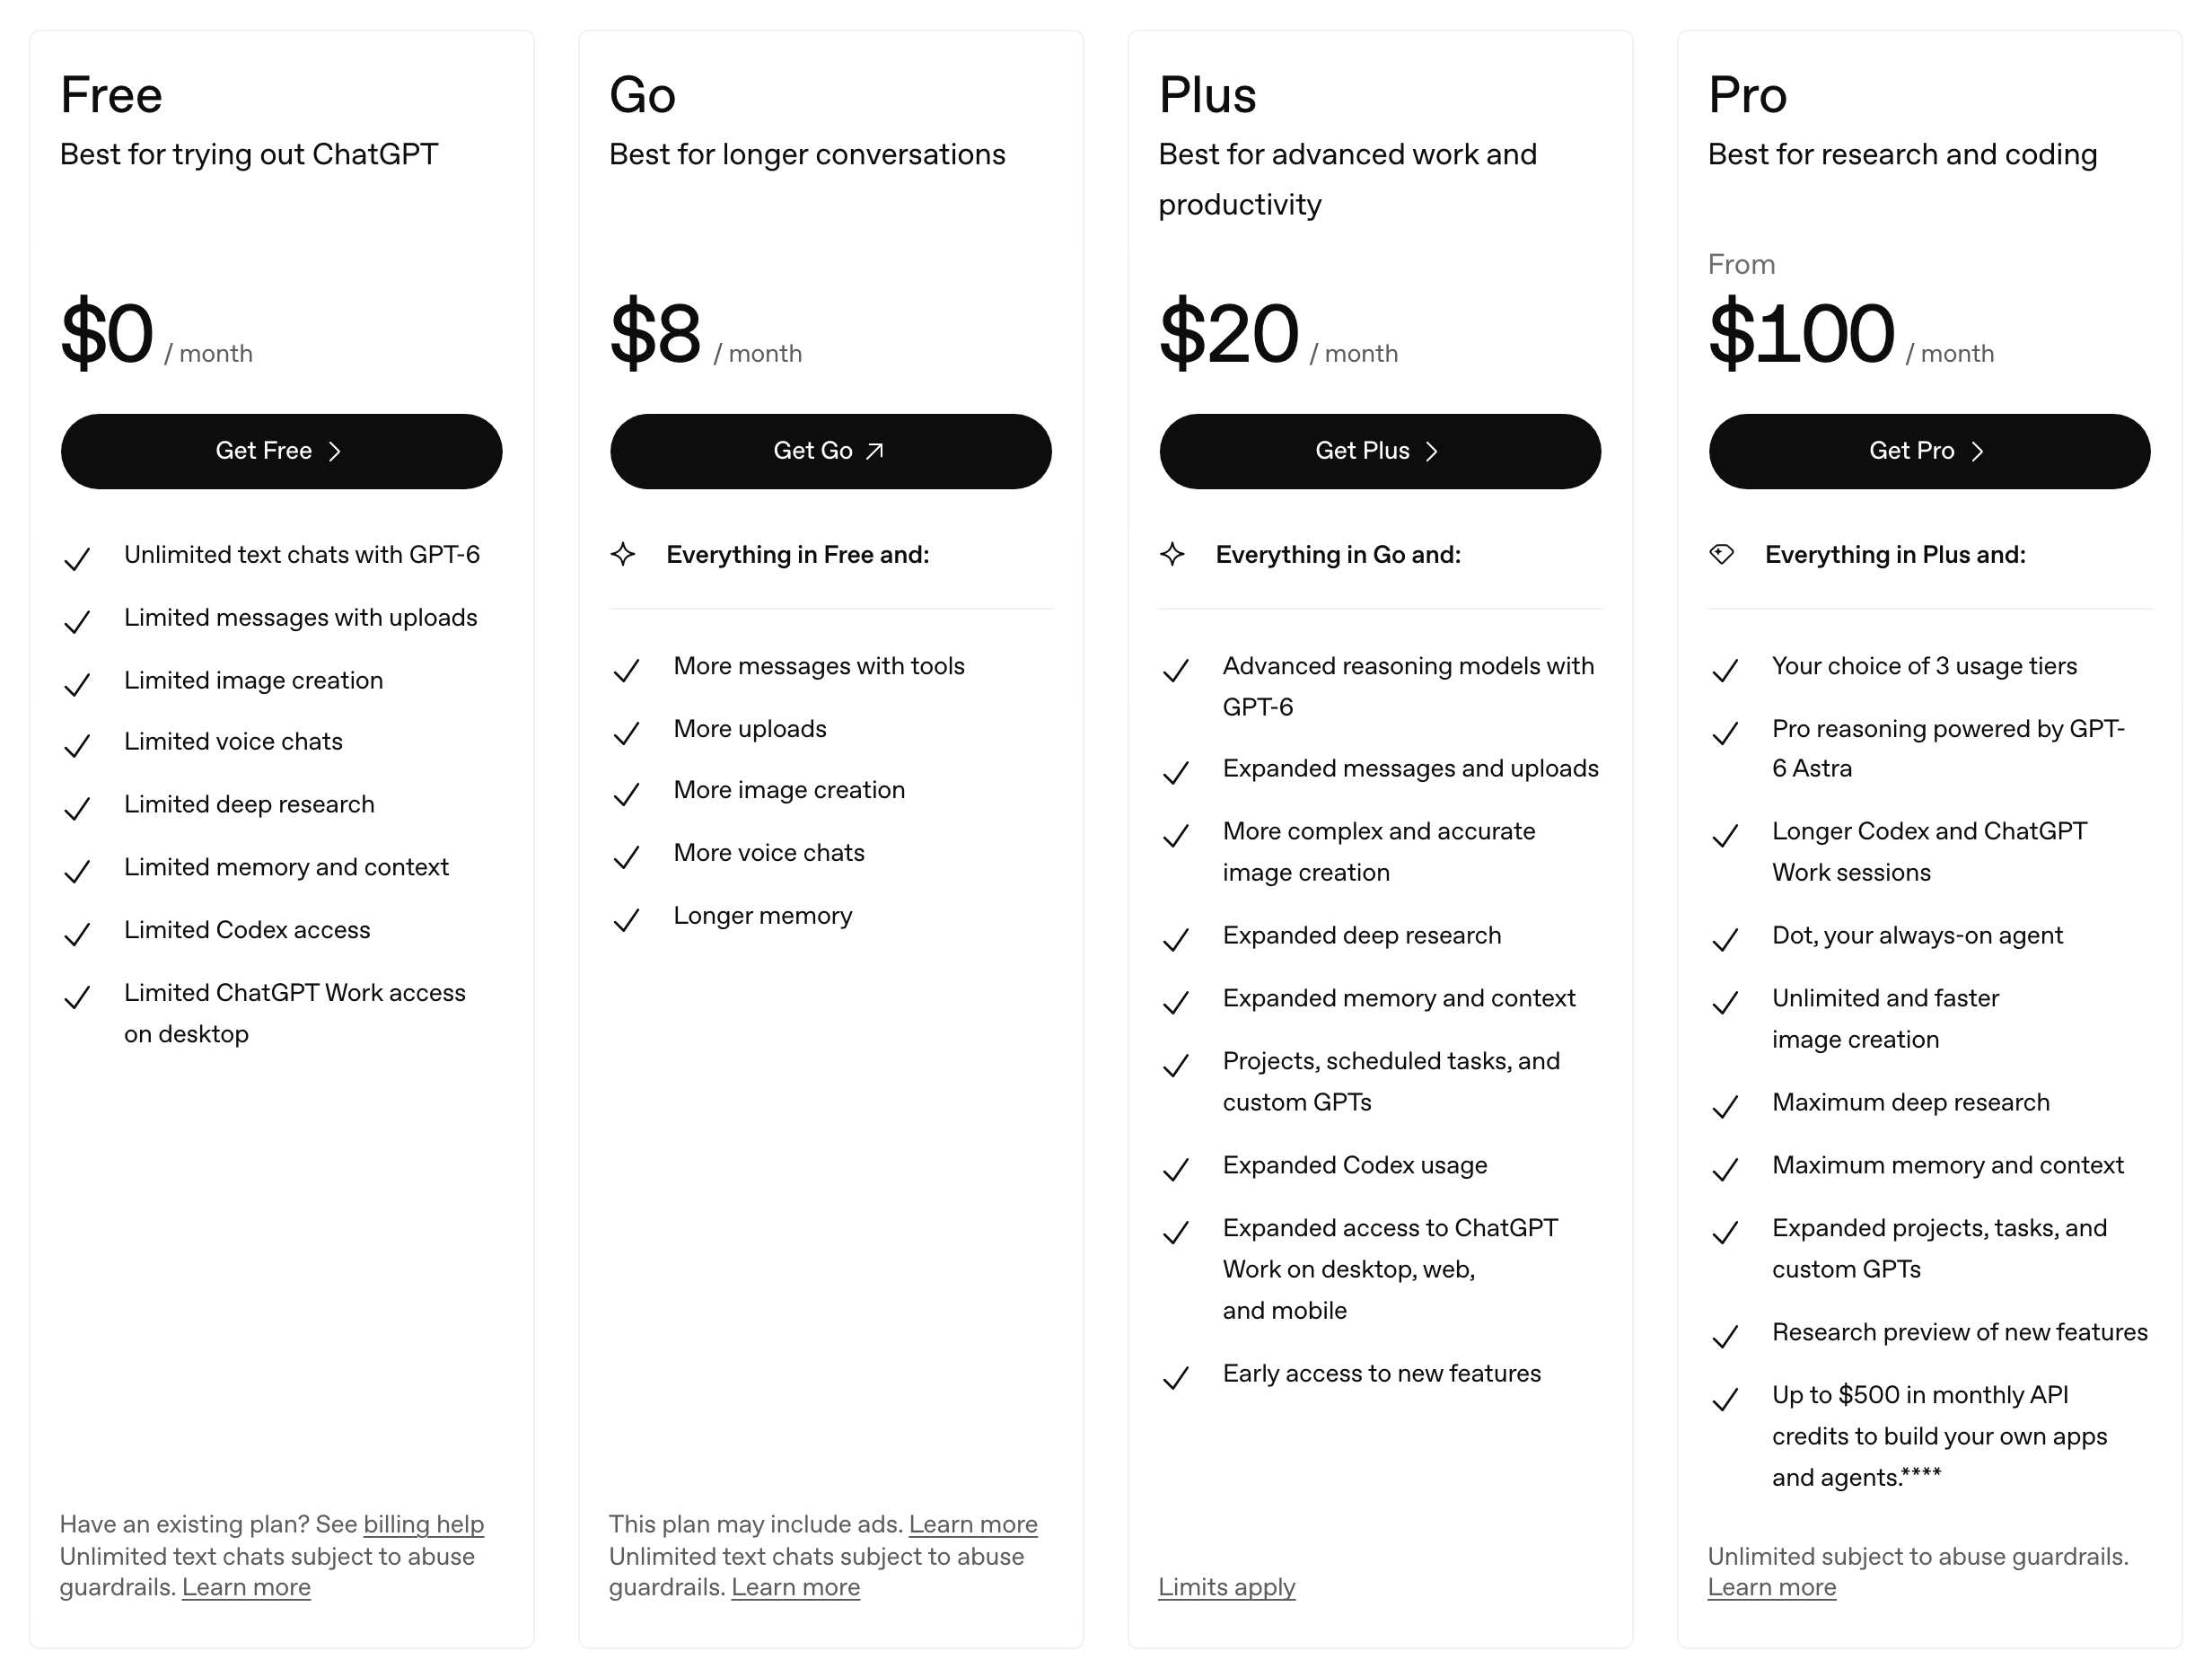 Free
Best for trying out ChatGPT
$0 / month
Get Free
Unlimited text chats with GPT-6
Limited messages with uploads
Limited image creation
Limited voice chats
Limited deep research
Limited memory and context
Limited Codex access
Limited ChatGPT Work access
on desktop
Have an existing plan? See billing help
Unlimited text chats subject to abuse
guardrails. Learn more
Go
Best for longer conversations
$8 / month
Get Go
Everything in Free and:
More messages with tools
More uploads
More image creation
More voice chats
Longer memory
This plan may include ads. Learn more
Unlimited text chats subject to abuse
guardrails. Learn more
Plus
Best for advanced work and
productivity
$20 / month
Get Plus
Everything in Go and:
Advanced reasoning models with
GPT-6
Expanded messages and uploads
More complex and accurate
image creation
Expanded deep research
Expanded memory and context
Projects, scheduled tasks, and
custom GPTs
Expanded Codex usage
Expanded access to ChatGPT
Work on desktop, web,
and mobile
Early access to new features
Limits apply
Pro
Best for research and coding
From
$100 / month
Get Pro
Everything in Plus and:
Your choice of 3 usage tiers
Pro reasoning powered by GPT-
6 Astra
Longer Codex and ChatGPT
Work sessions
Dot, your always-on agent
Unlimited and faster
image creation
Maximum deep research
Maximum memory and context
Expanded projects, tasks, and
custom GPTs
Research preview of new features
Up to $500 in monthly API
credits to build your own apps
and agents.****
Unlimited subject to abuse guardrails.
Learn more